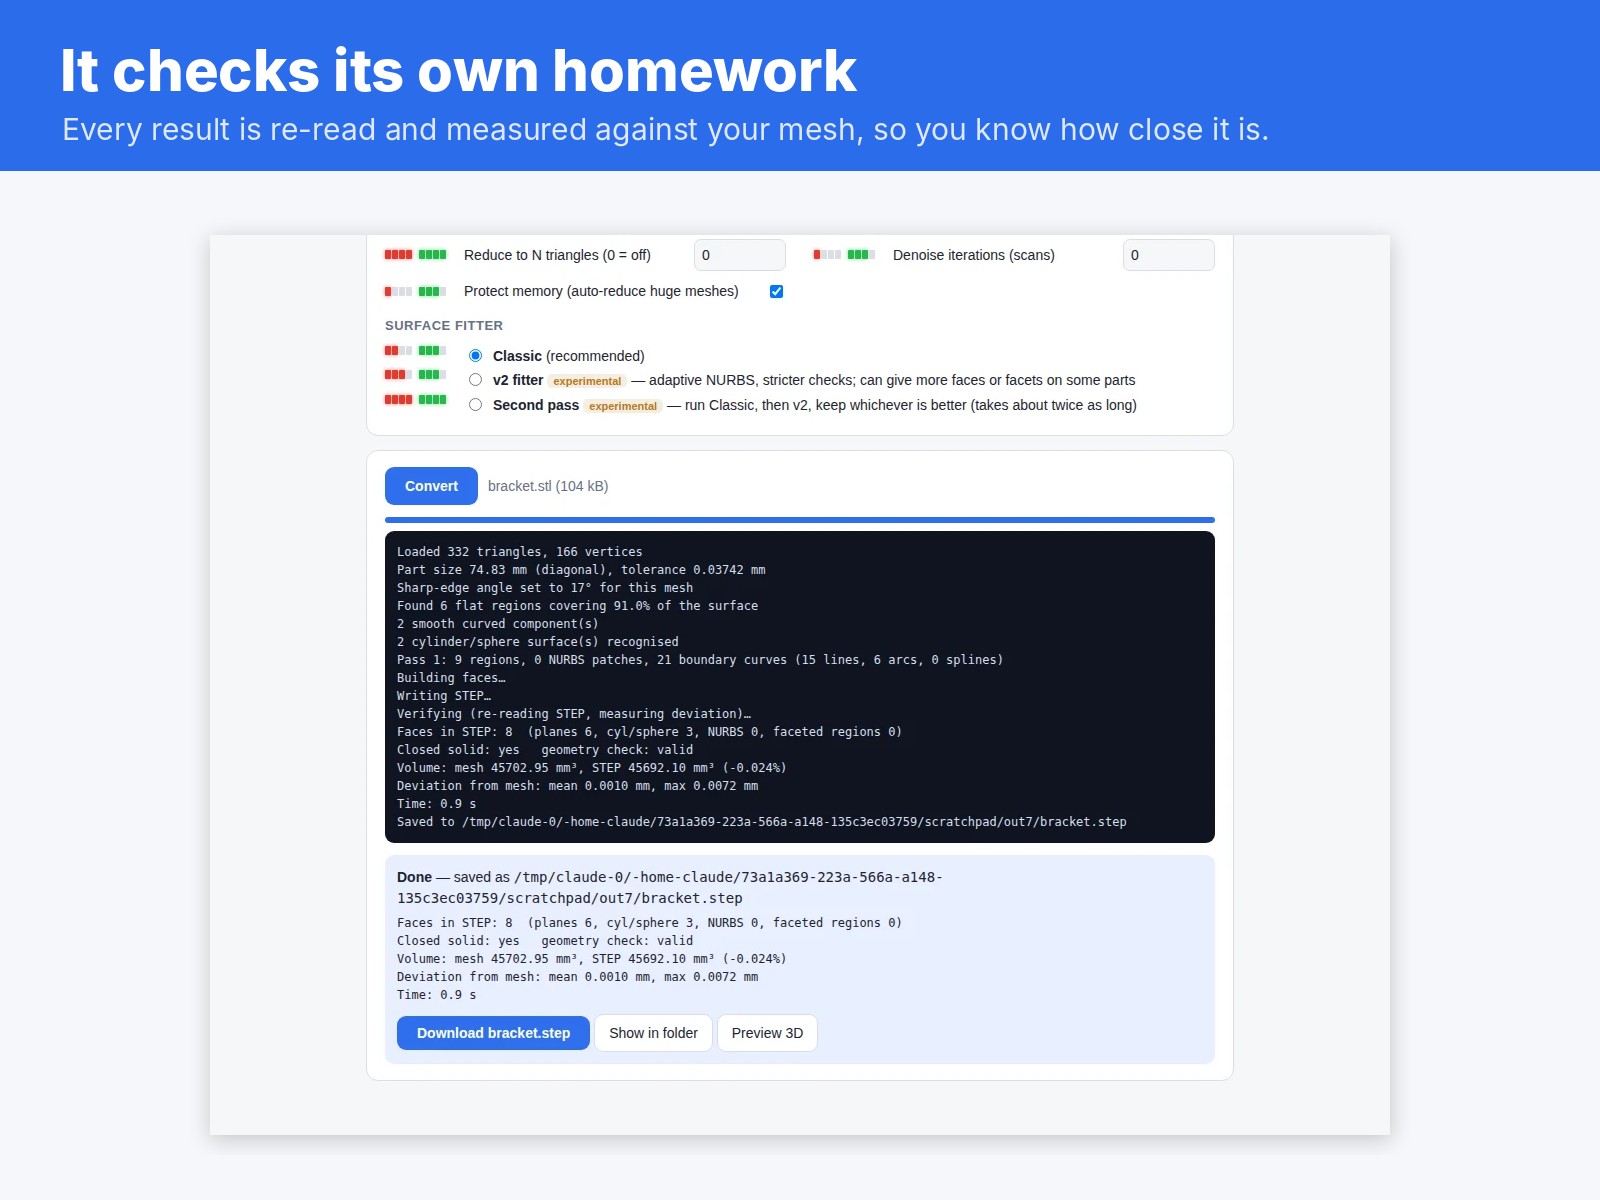 It checks its own homework
Every result is re-read and measured against your mesh, so you know how close it is.
Reduce to N triangles (0 = off) 0 Denoise iterations (scans) 0
Protect memory (auto-reduce huge meshes)
SURFACE FITTER
Classic (recommended)
v2 fitter experimental — adaptive NURBS, stricter checks; can give more faces or facets on some parts
Second pass experimental — run Classic, then v2, keep whichever is better (takes about twice as long)
Convert bracket.stl (104 kB)
Loaded 332 triangles, 166 vertices
Part size 74.83 mm (diagonal), tolerance 0.03742 mm
Sharp-edge angle set to 17° for this mesh
Found 6 flat regions covering 91.0% of the surface
2 smooth curved component(s)
2 cylinder/sphere surface(s) recognised
Pass 1: 9 regions, 0 NURBS patches, 21 boundary curves (15 lines, 6 arcs, 0 splines)
Building faces…
Writing STEP…
Verifying (re-reading STEP, measuring deviation)…
Faces in STEP: 8 (planes 6, cyl/sphere 3, NURBS 0, faceted regions 0)
Closed solid: yes geometry check: valid
Volume: mesh 45702.95 mm³, STEP 45692.10 mm³ (-0.024%)
Deviation from mesh: mean 0.0010 mm, max 0.0072 mm
Time: 0.9 s
Saved to /tmp/claude-0/-home-claude/73a1a369-223a-566a-a148-135c3ec03759/scratchpad/out7/bracket.step
Done — saved as /tmp/claude-0/-home-claude/73a1a369-223a-566a-a148-
135c3ec03759/scratchpad/out7/bracket.step
Faces in STEP: 8 (planes 6, cyl/sphere 3, NURBS 0, faceted regions 0)
Closed solid: yes geometry check: valid
Volume: mesh 45702.95 mm³, STEP 45692.10 mm³ (-0.024%)
Deviation from mesh: mean 0.0010 mm, max 0.0072 mm
Time: 0.9 s
Download bracket.step Show in folder Preview 3D